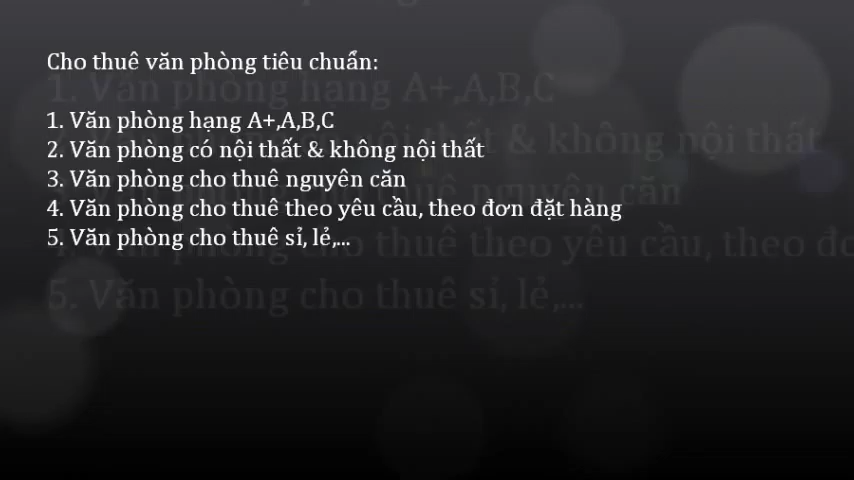 Cho thuê văn phòng tiêu chuẩn:
1. Văn phòng hạng A+,A,B,C
2. Văn phòng có nội thất & không nội thất
3. Văn phòng cho thuê nguyên căn
4. Văn phòng cho thuê theo yêu cầu, theo đơn đặt hàng
5. Văn phòng cho thuê sỉ, lẻ,...